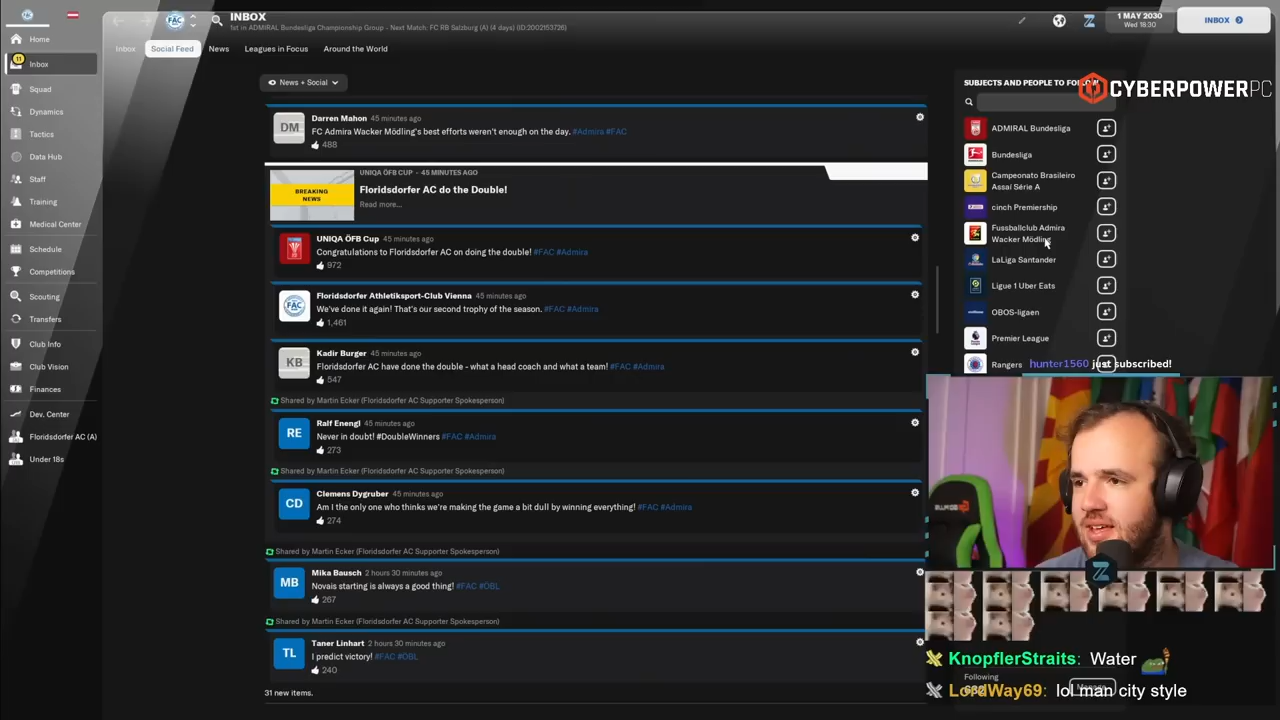 INBOX
1st in ADMIRAL Bundesliga Championship Group - Next Match: FC RB Salzburg (A) (4 days) (ID:2002153726)
1 MAY 2030
Wed 16:30
INBOX
Home
Inbox
11
Squad
Dynamics
Tactics
Data Hub
Staff
Training
Medical Center
Schedule
Competitions
Scouting
Transfers
Club Info
Club Vision
Finances
Dev. Center
Floridsdorfer AC (A)
Under 18s
Inbox
Social Feed
News
Leagues in Focus
Around the World
News + Social
DM
Darren Mahon 45 minutes ago
FC Admira Wacker Mödling's best efforts weren't enough on the day. #Admira #FAC
488
BREAKING
NEWS
UNIQA ÖFB CUP - 45 MINUTES AGO
Floridsdorfer AC do the Double!
Read more...
UNIQA ÖFB Cup 45 minutes ago
Congratulations to Floridsdorfer AC on doing the double! #FAC #Admira
972
FAC
Floridsdorfer Athletiksport-Club Vienna 45 minutes ago
We've done it again! That's our second trophy of the season. #FAC #Admira
1,461
KB
Kadir Burger 45 minutes ago
Floridsdorfer AC have done the double - what a head coach and what a team! #FAC #Admira
547
Shared by Martin Ecker (Floridsdorfer AC Supporter Spokesperson)
RE
Ralf Enengl 45 minutes ago
Never in doubt! #DoubleWinners #FAC #Admira
273
Shared by Martin Ecker (Floridsdorfer AC Supporter Spokesperson)
CD
Clemens Dygruber 45 minutes ago
Am I the only one who thinks we're making the game a bit dull by winning everything! #FAC #Admira
274
Shared by Martin Ecker (Floridsdorfer AC Supporter Spokesperson)
MB
Mika Bausch 2 hours 30 minutes ago
Novais starting is always a good thing! #FAC #ÖBL
267
Shared by Martin Ecker (Floridsdorfer AC Supporter Spokesperson)
TL
Taner Linhart 2 hours 30 minutes ago
I predict victory! #FAC #ÖBL
240
31 new items.
SUBJECTS AND PEOPLE TO FOLLOW
CYBERPOWERPC
ADMIRAL Bundesliga
Bundesliga
Campeonato Brasileiro
Assaí Série A
cinch Premiership
Fussballclub Admira
Wacker Mödling
LaLiga Santander
Ligue 1 Uber Eats
OBOS-ligaen
Premier League
Rangers
hunter1560 just subscribed!
KnopflerStraits: Water
Following
LordWay69: lol man city style